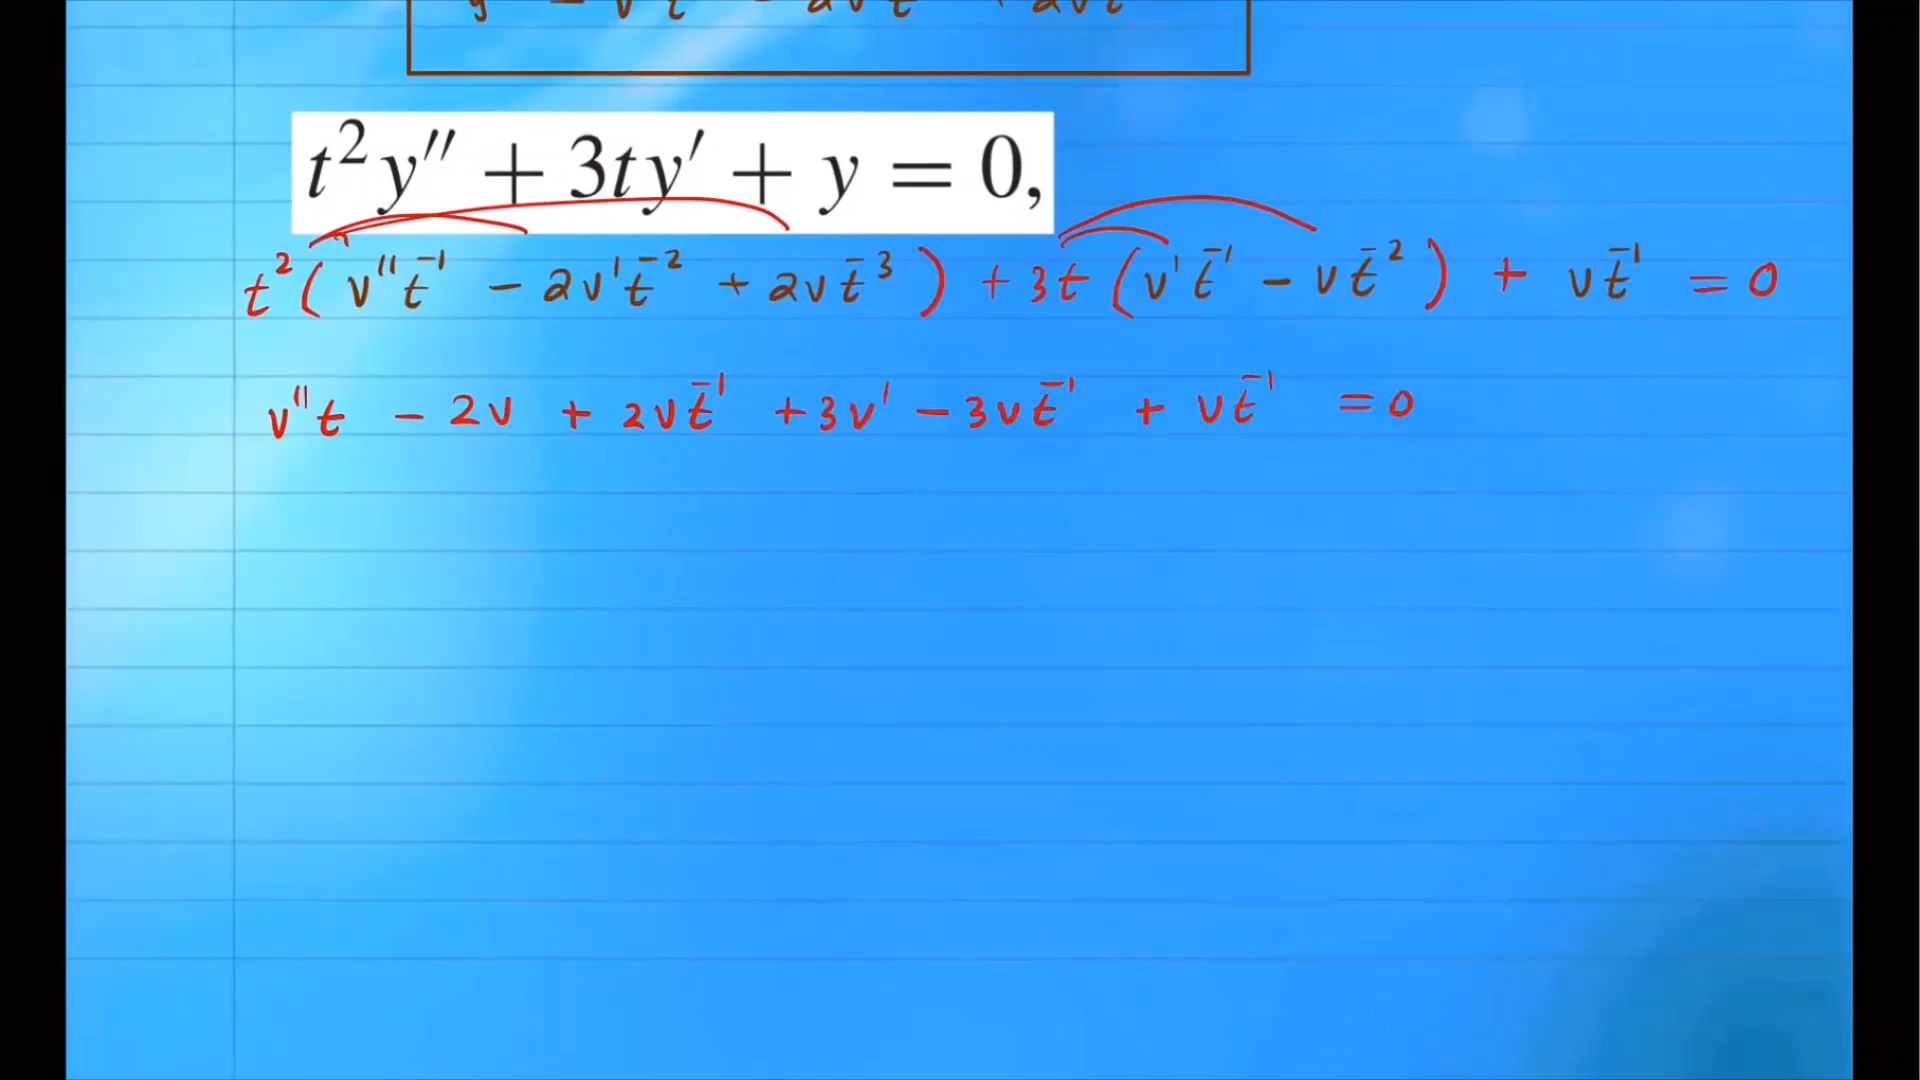 t²y″ + 3ty′ + y = 0,
t²(v″t⁻¹ − 2v′t⁻² + 2vt⁻³) + 3t(v′t⁻¹ − vt⁻²) + vt⁻¹ = 0
v″t − 2v + 2vt⁻¹ + 3v′ − 3vt⁻¹ + vt⁻¹ = 0